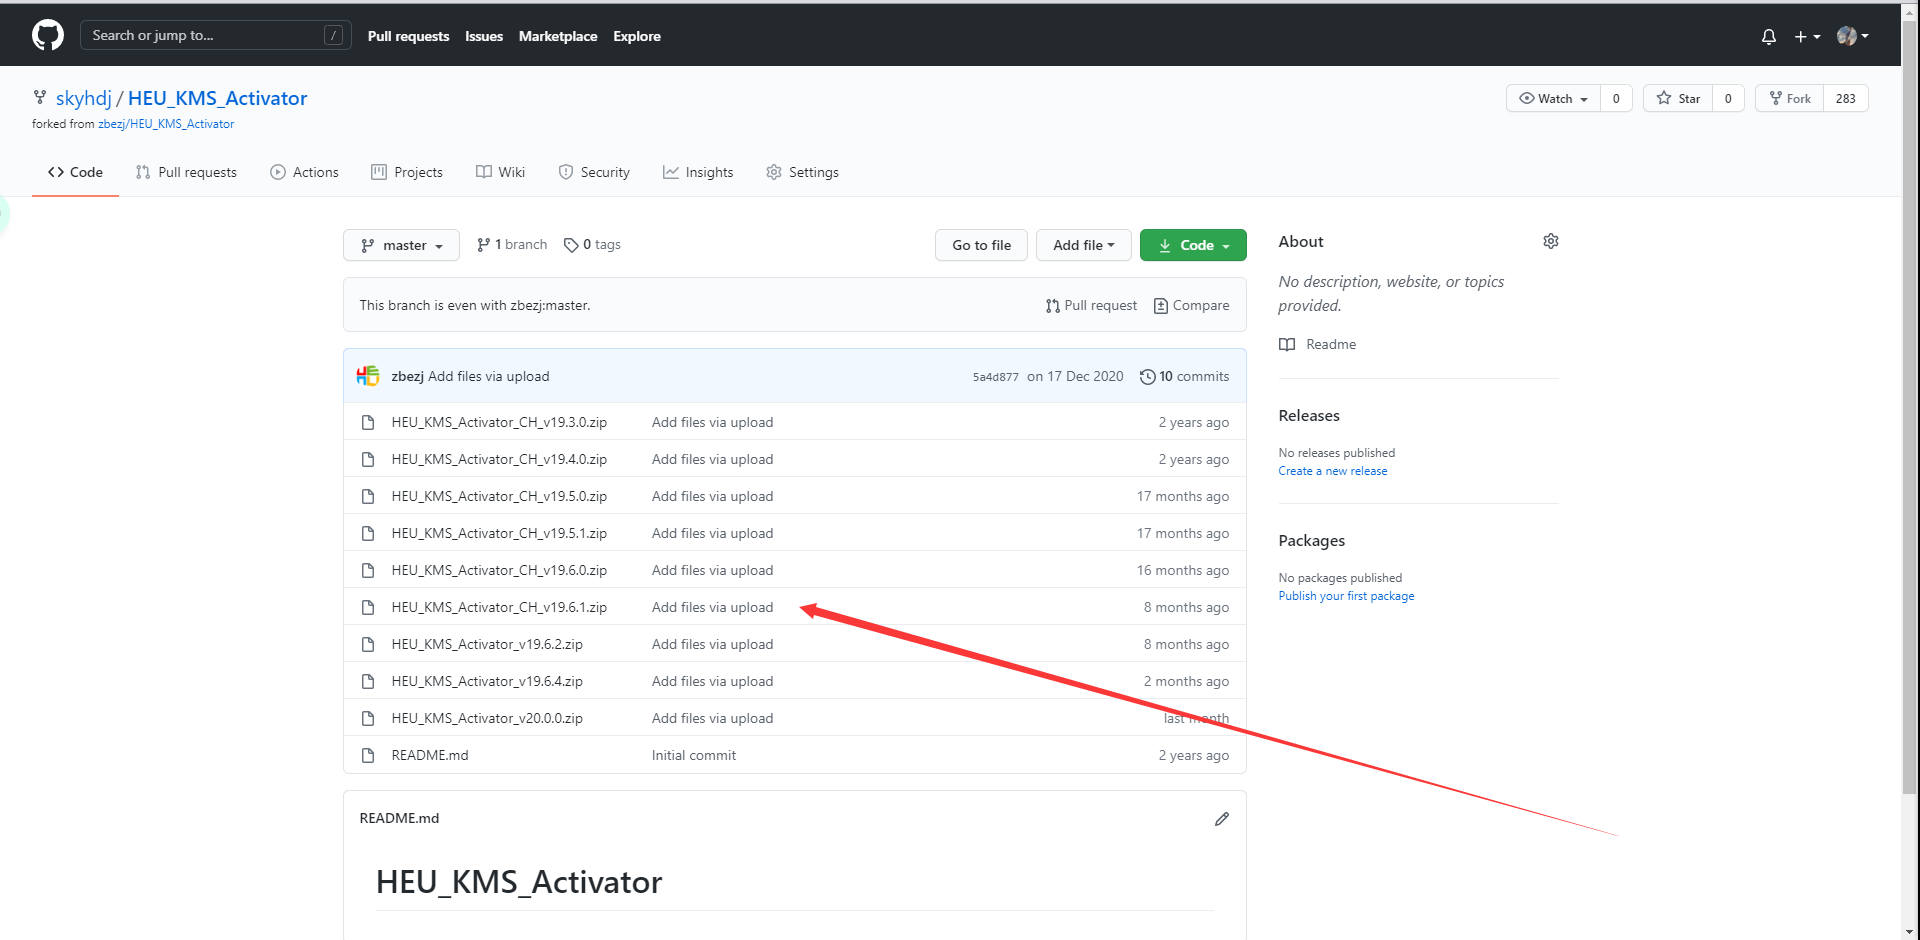 Search or jump to... /
Pull requests Issues Marketplace Explore
skyhdj / HEU_KMS_Activator
forked from zbezj/HEU_KMS_Activator
Watch 0 Star 0 Fork 283
Code Pull requests Actions Projects Wiki Security Insights Settings
master 1 branch 0 tags Go to file Add file Code
This branch is even with zbezj:master. Pull request Compare
zbezj Add files via upload 5a4d877 on 17 Dec 2020 10 commits
HEU_KMS_Activator_CH_v19.3.0.zip Add files via upload 2 years ago
HEU_KMS_Activator_CH_v19.4.0.zip Add files via upload 2 years ago
HEU_KMS_Activator_CH_v19.5.0.zip Add files via upload 17 months ago
HEU_KMS_Activator_CH_v19.5.1.zip Add files via upload 17 months ago
HEU_KMS_Activator_CH_v19.6.0.zip Add files via upload 16 months ago
HEU_KMS_Activator_CH_v19.6.1.zip Add files via upload 8 months ago
HEU_KMS_Activator_v19.6.2.zip Add files via upload 8 months ago
HEU_KMS_Activator_v19.6.4.zip Add files via upload 2 months ago
HEU_KMS_Activator_v20.0.0.zip Add files via upload last month
README.md Initial commit 2 years ago
README.md
HEU_KMS_Activator
About
No description, website, or topics
provided.
Readme
Releases
No releases published
Create a new release
Packages
No packages published
Publish your first package